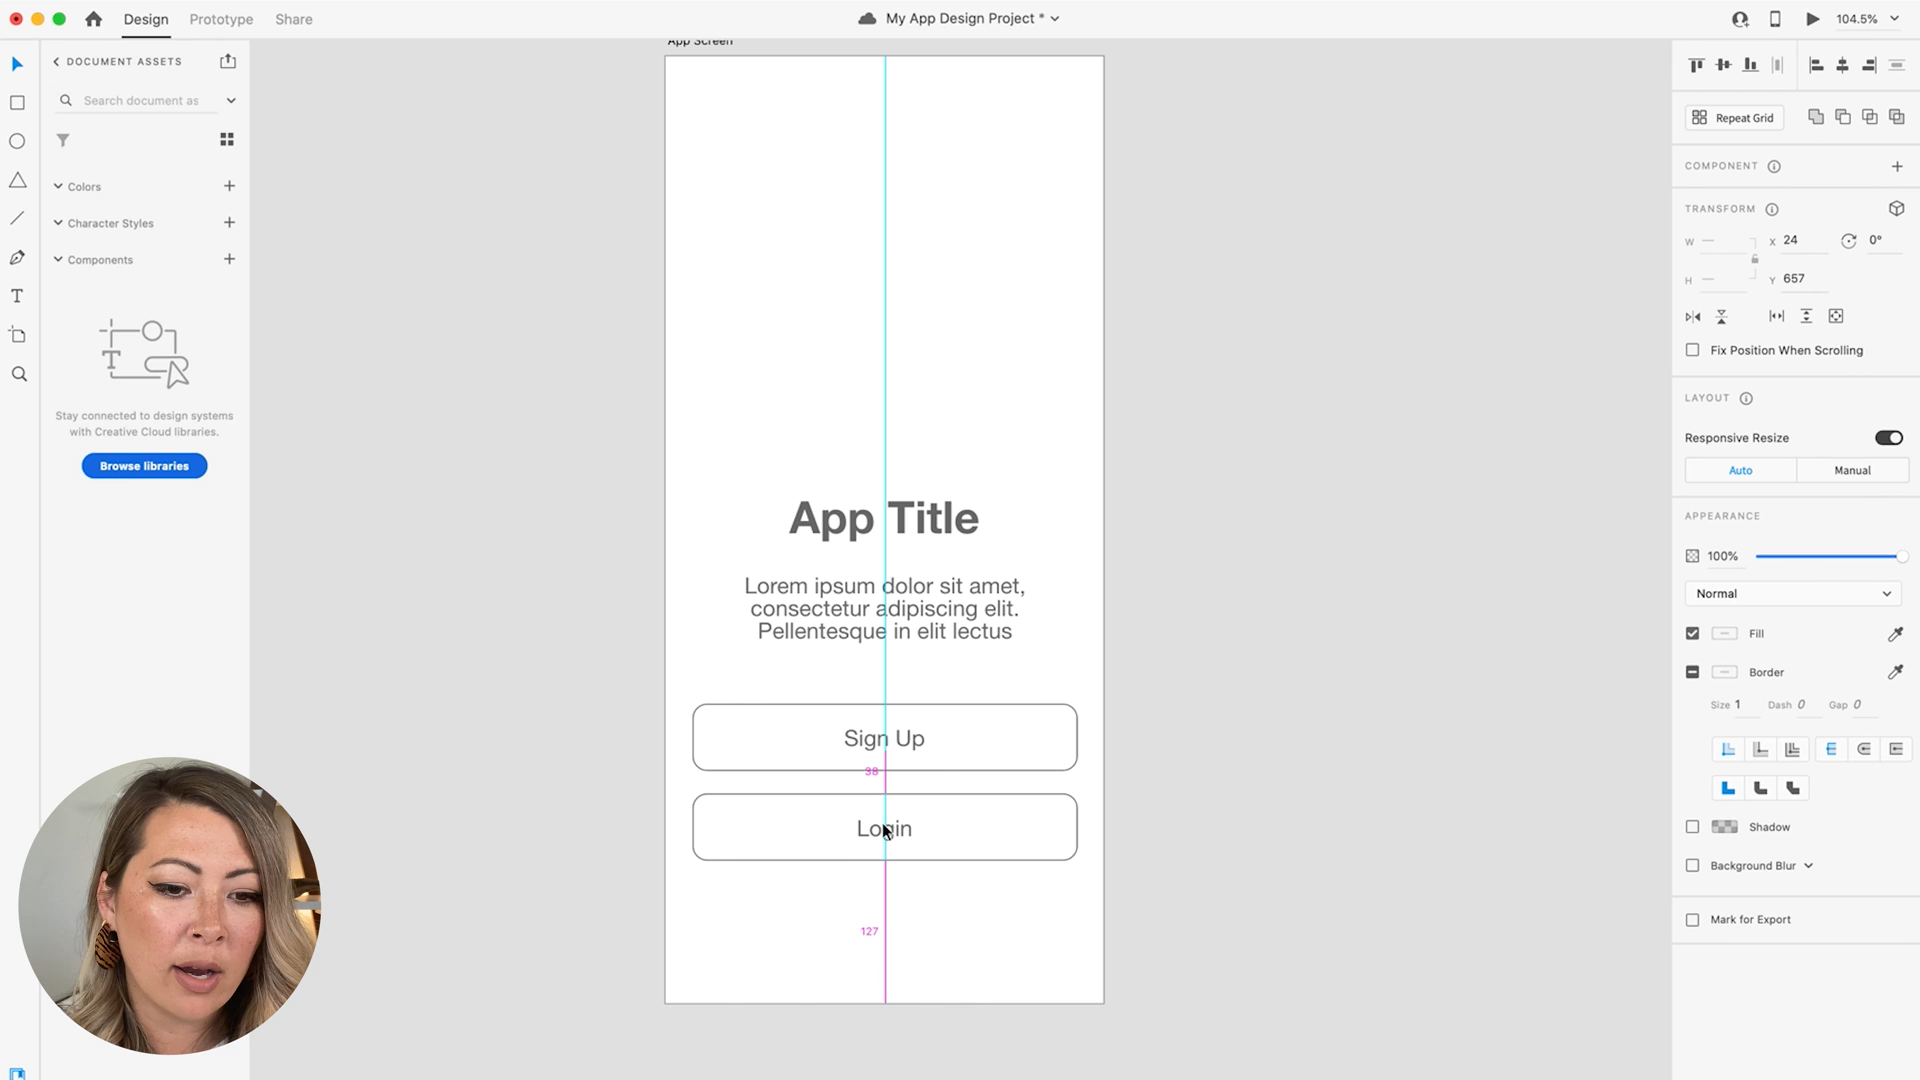 Design
Prototype
Share
My App Design Project *
104.5%
DOCUMENT ASSETS
Search document as
Colors
Character Styles
Components
T
Stay connected to design systems
with Creative Cloud libraries.
Browse libraries
App Screen
App Title
Lorem ipsum dolor sit amet,
consectetur adipiscing elit.
Pellentesque in elit lectus
Sign Up
38
Login
127
Repeat Grid
COMPONENT
TRANSFORM
W — X 24 0°
H — Y 657
Fix Position When Scrolling
LAYOUT
Responsive Resize
Auto
Manual
APPEARANCE
100%
Normal
Fill
Border
Size 1 Dash 0 Gap 0
Shadow
Background Blur
Mark for Export